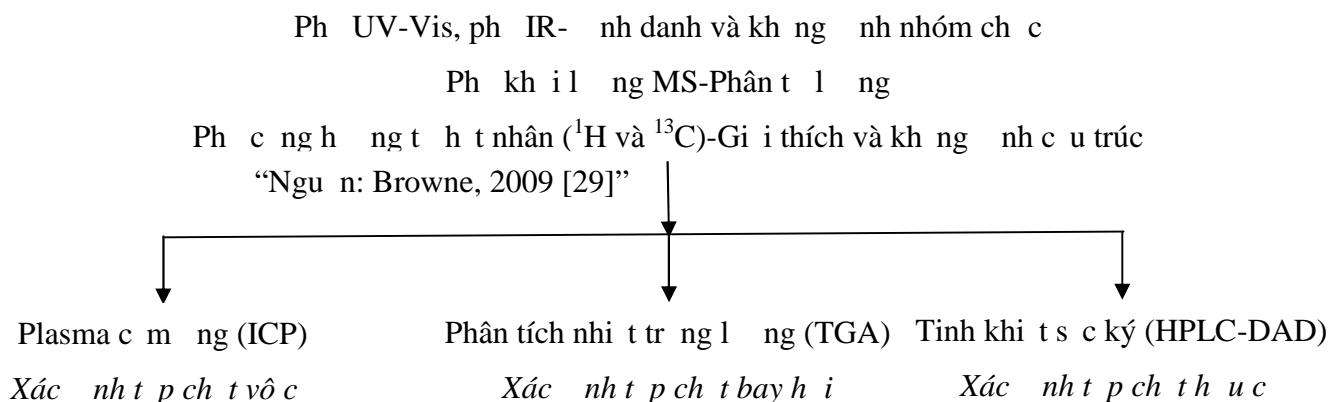 Ph UV-Vis, ph IR- nh danh và kh ng nh nhóm ch c
Ph kh i l ng MS-Phân t l ng
Ph c ng h ng t h t nhân (¹H và ¹³C)-Gi i thích và kh ng nh c u trúc
“Ngu n: Browne, 2009 [29]”
Plasma c m ng (ICP) Phân tích nhi t tr ng l ng (TGA) Tinh khi t s c ký (HPLC-DAD)
Xác nh t p ch t vô c Xác nh t p ch t bay h i Xác nh t p ch t h u c